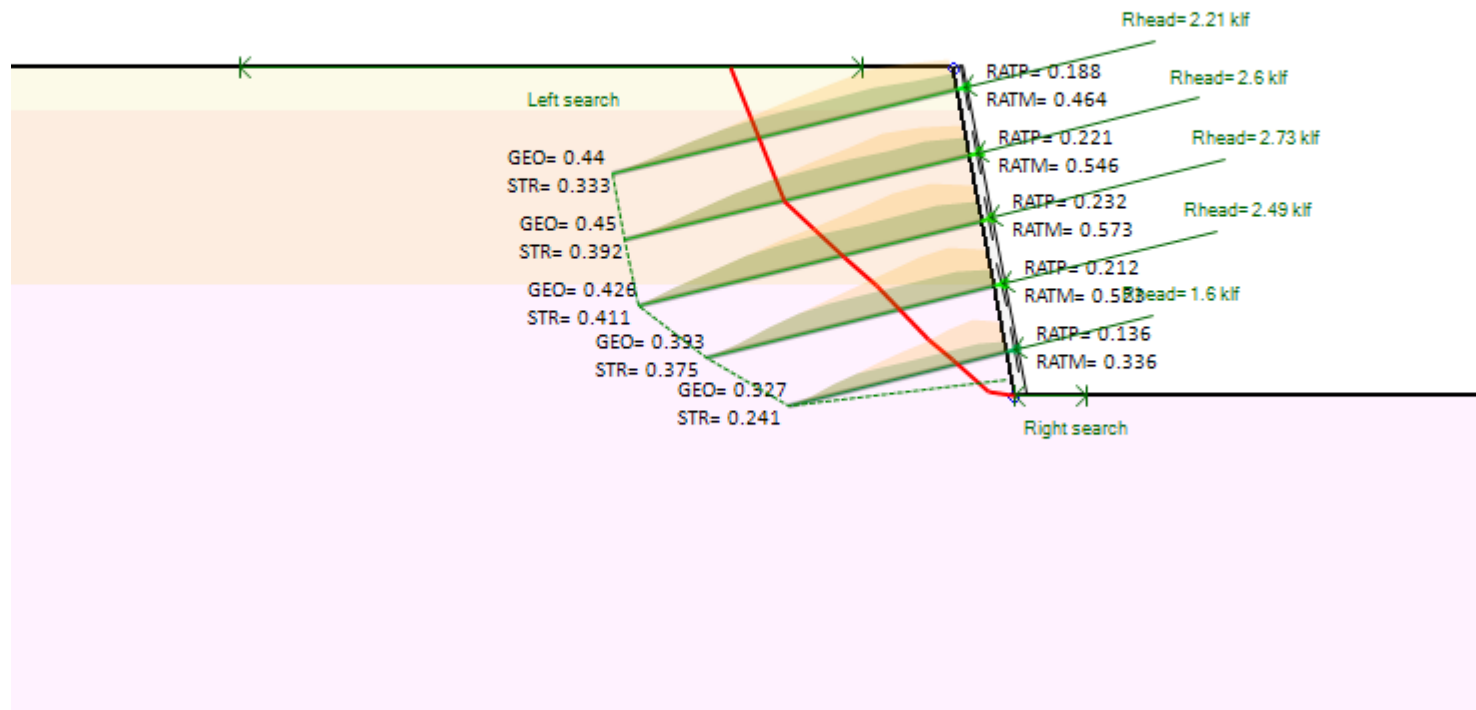 Rhead= 2.21 klf
RATP= 0.188
RATM= 0.464
Rhead= 2.6 klf
Left search
RATP= 0.221
RATM= 0.546
Rhead= 2.73 klf
GEO= 0.44
STR= 0.333
RATP= 0.232
RATM= 0.573
Rhead= 2.49 klf
GEO= 0.45
STR= 0.392
RATP= 0.212
RATM= 0.523
Rhead= 1.6 klf
GEO= 0.426
STR= 0.411
RATP= 0.136
RATM= 0.336
GEO= 0.393
STR= 0.375
GEO= 0.327
STR= 0.241
Right search